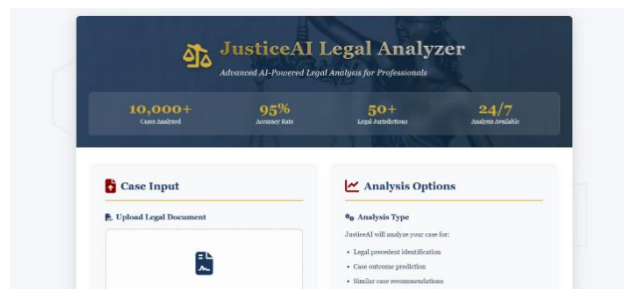 JusticeAI Legal Analyzer
Advanced AI-Powered Legal Analysis for Professionals
10,000+ 95% 50+ 24/7
Cases Analyzed Accuracy Rate Legal Jurisdictions Analysis Available
Case Input
Upload Legal Document
Analysis Options
Analysis Type
JusticeAI will analyze your case for:
• Legal precedent identification
• Case outcome prediction
• Similar case recommendations